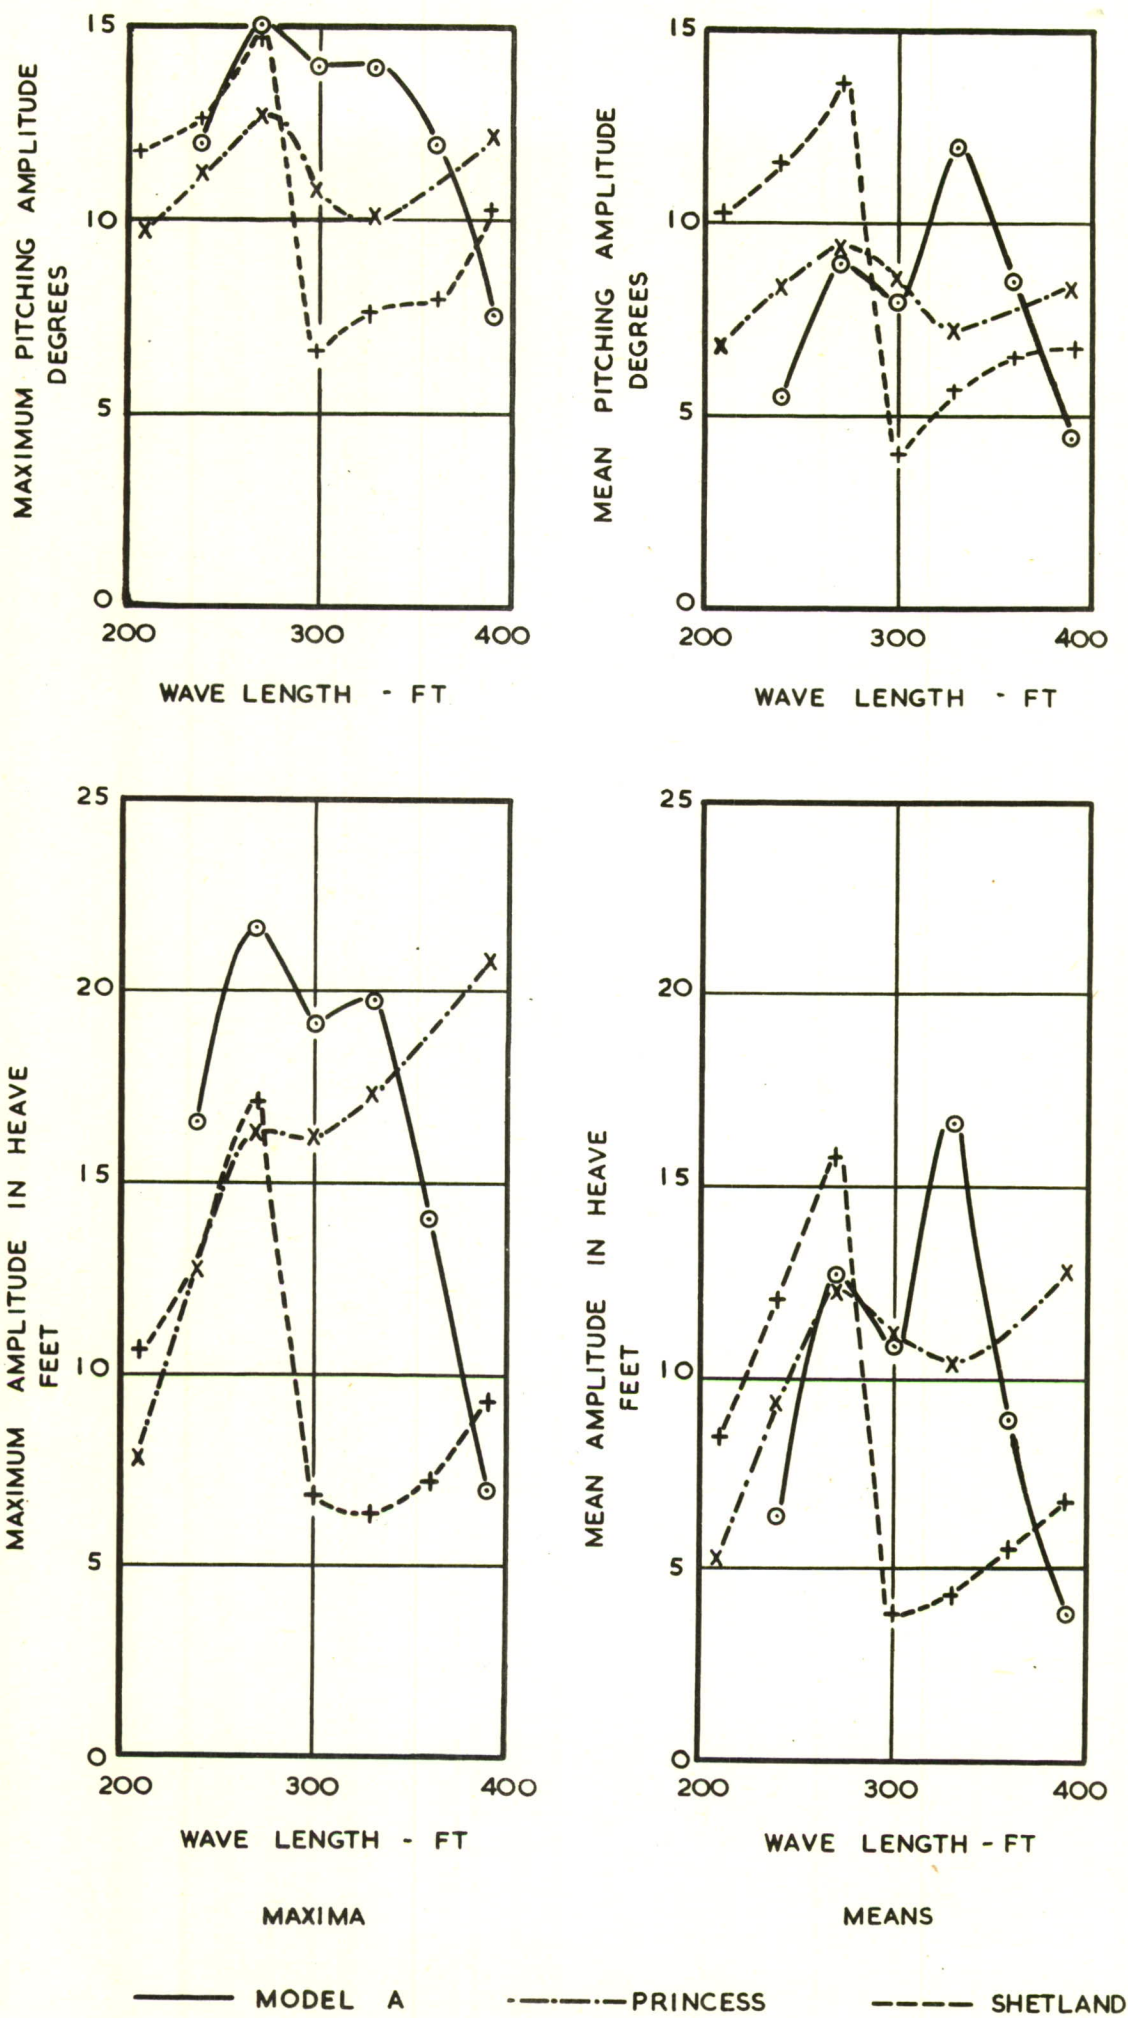 MAXIMUM PITCHING AMPLITUDE
DEGREES
15
10
5
0
200 300 400
WAVE LENGTH - FT
MEAN PITCHING AMPLITUDE
DEGREES
15
10
5
0
200 300 400
WAVE LENGTH - FT
MAXIMUM AMPLITUDE IN HEAVE
FEET
25
20
15
10
5
0
200 300 400
WAVE LENGTH - FT
MAXIMA
MEAN AMPLITUDE IN HEAVE
FEET
25
20
15
10
5
0
200 300 400
WAVE LENGTH - FT
MEANS
MODEL A PRINCESS SHETLAND